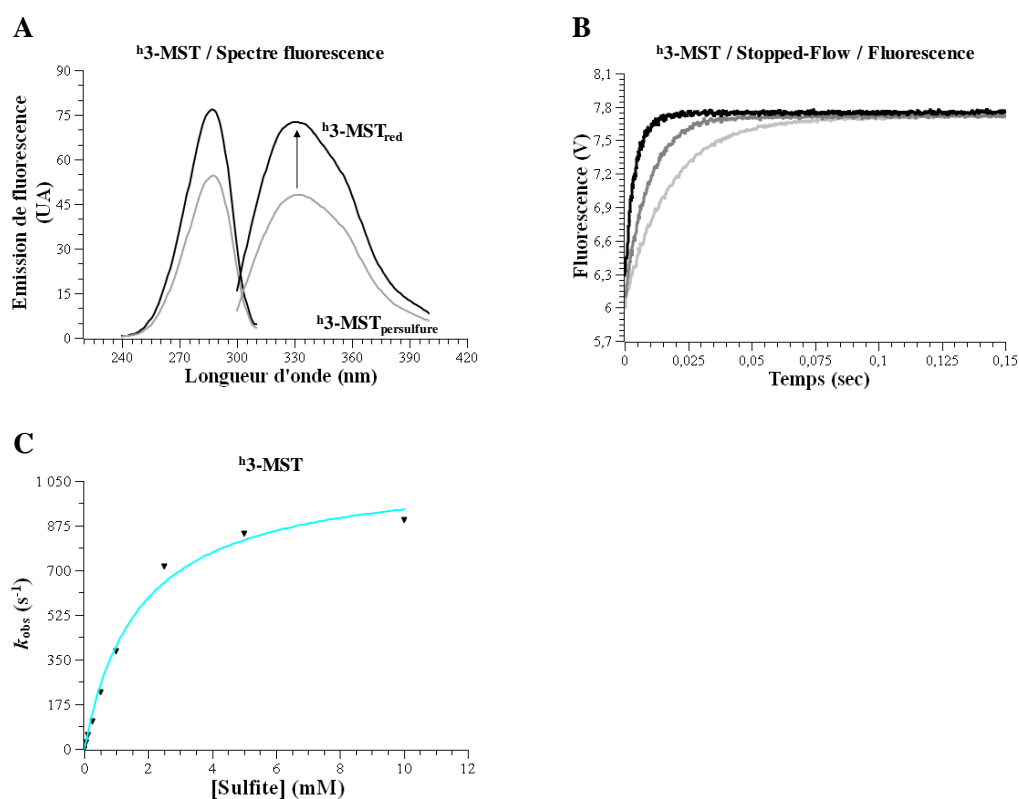 A
ʰ3-MST / Spectre fluorescence
Emission de fluorescence
(UA)
90
75
60
45
30
15
0
ʰ3-MSTred
ʰ3-MSTpersulfure
240 270 300 330 360 390 420
Longueur d'onde (nm)
B
ʰ3-MST / Stopped-Flow / Fluorescence
Fluorescence (V)
8,1
7,8
7,5
7,2
6,9
6,6
6,3
6
5,7
0 0,025 0,05 0,075 0,1 0,125 0,15
Temps (sec)
C
ʰ3-MST
kobs (s⁻¹)
1 050
875
700
525
350
175
0
0 2 4 6 8 10 12
[Sulfite] (mM)